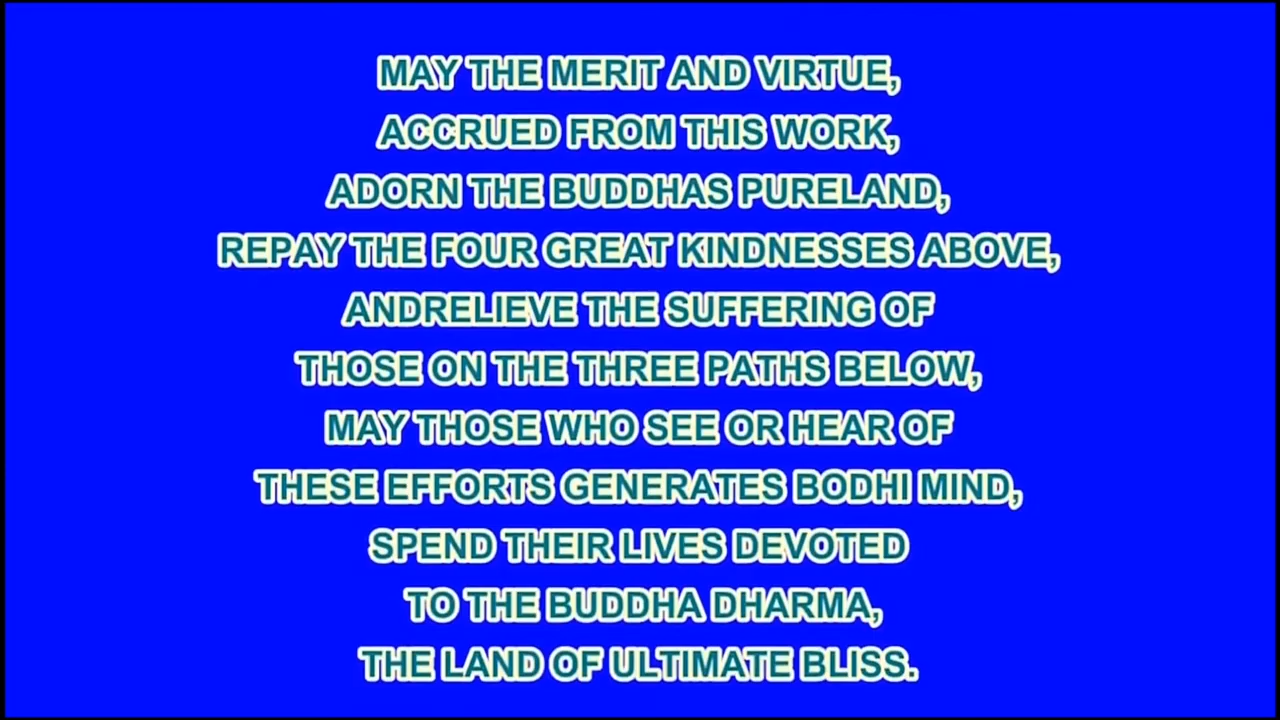 MAY THE MERIT AND VIRTUE,
ACCRUED FROM THIS WORK,
ADORN THE BUDDHAS PURELAND,
REPAY THE FOUR GREAT KINDNESSES ABOVE,
ANDRELIEVE THE SUFFERING OF
THOSE ON THE THREE PATHS BELOW,
MAY THOSE WHO SEE OR HEAR OF
THESE EFFORTS GENERATES BODHI MIND,
SPEND THEIR LIVES DEVOTED
TO THE BUDDHA DHARMA,
THE LAND OF ULTIMATE BLISS.